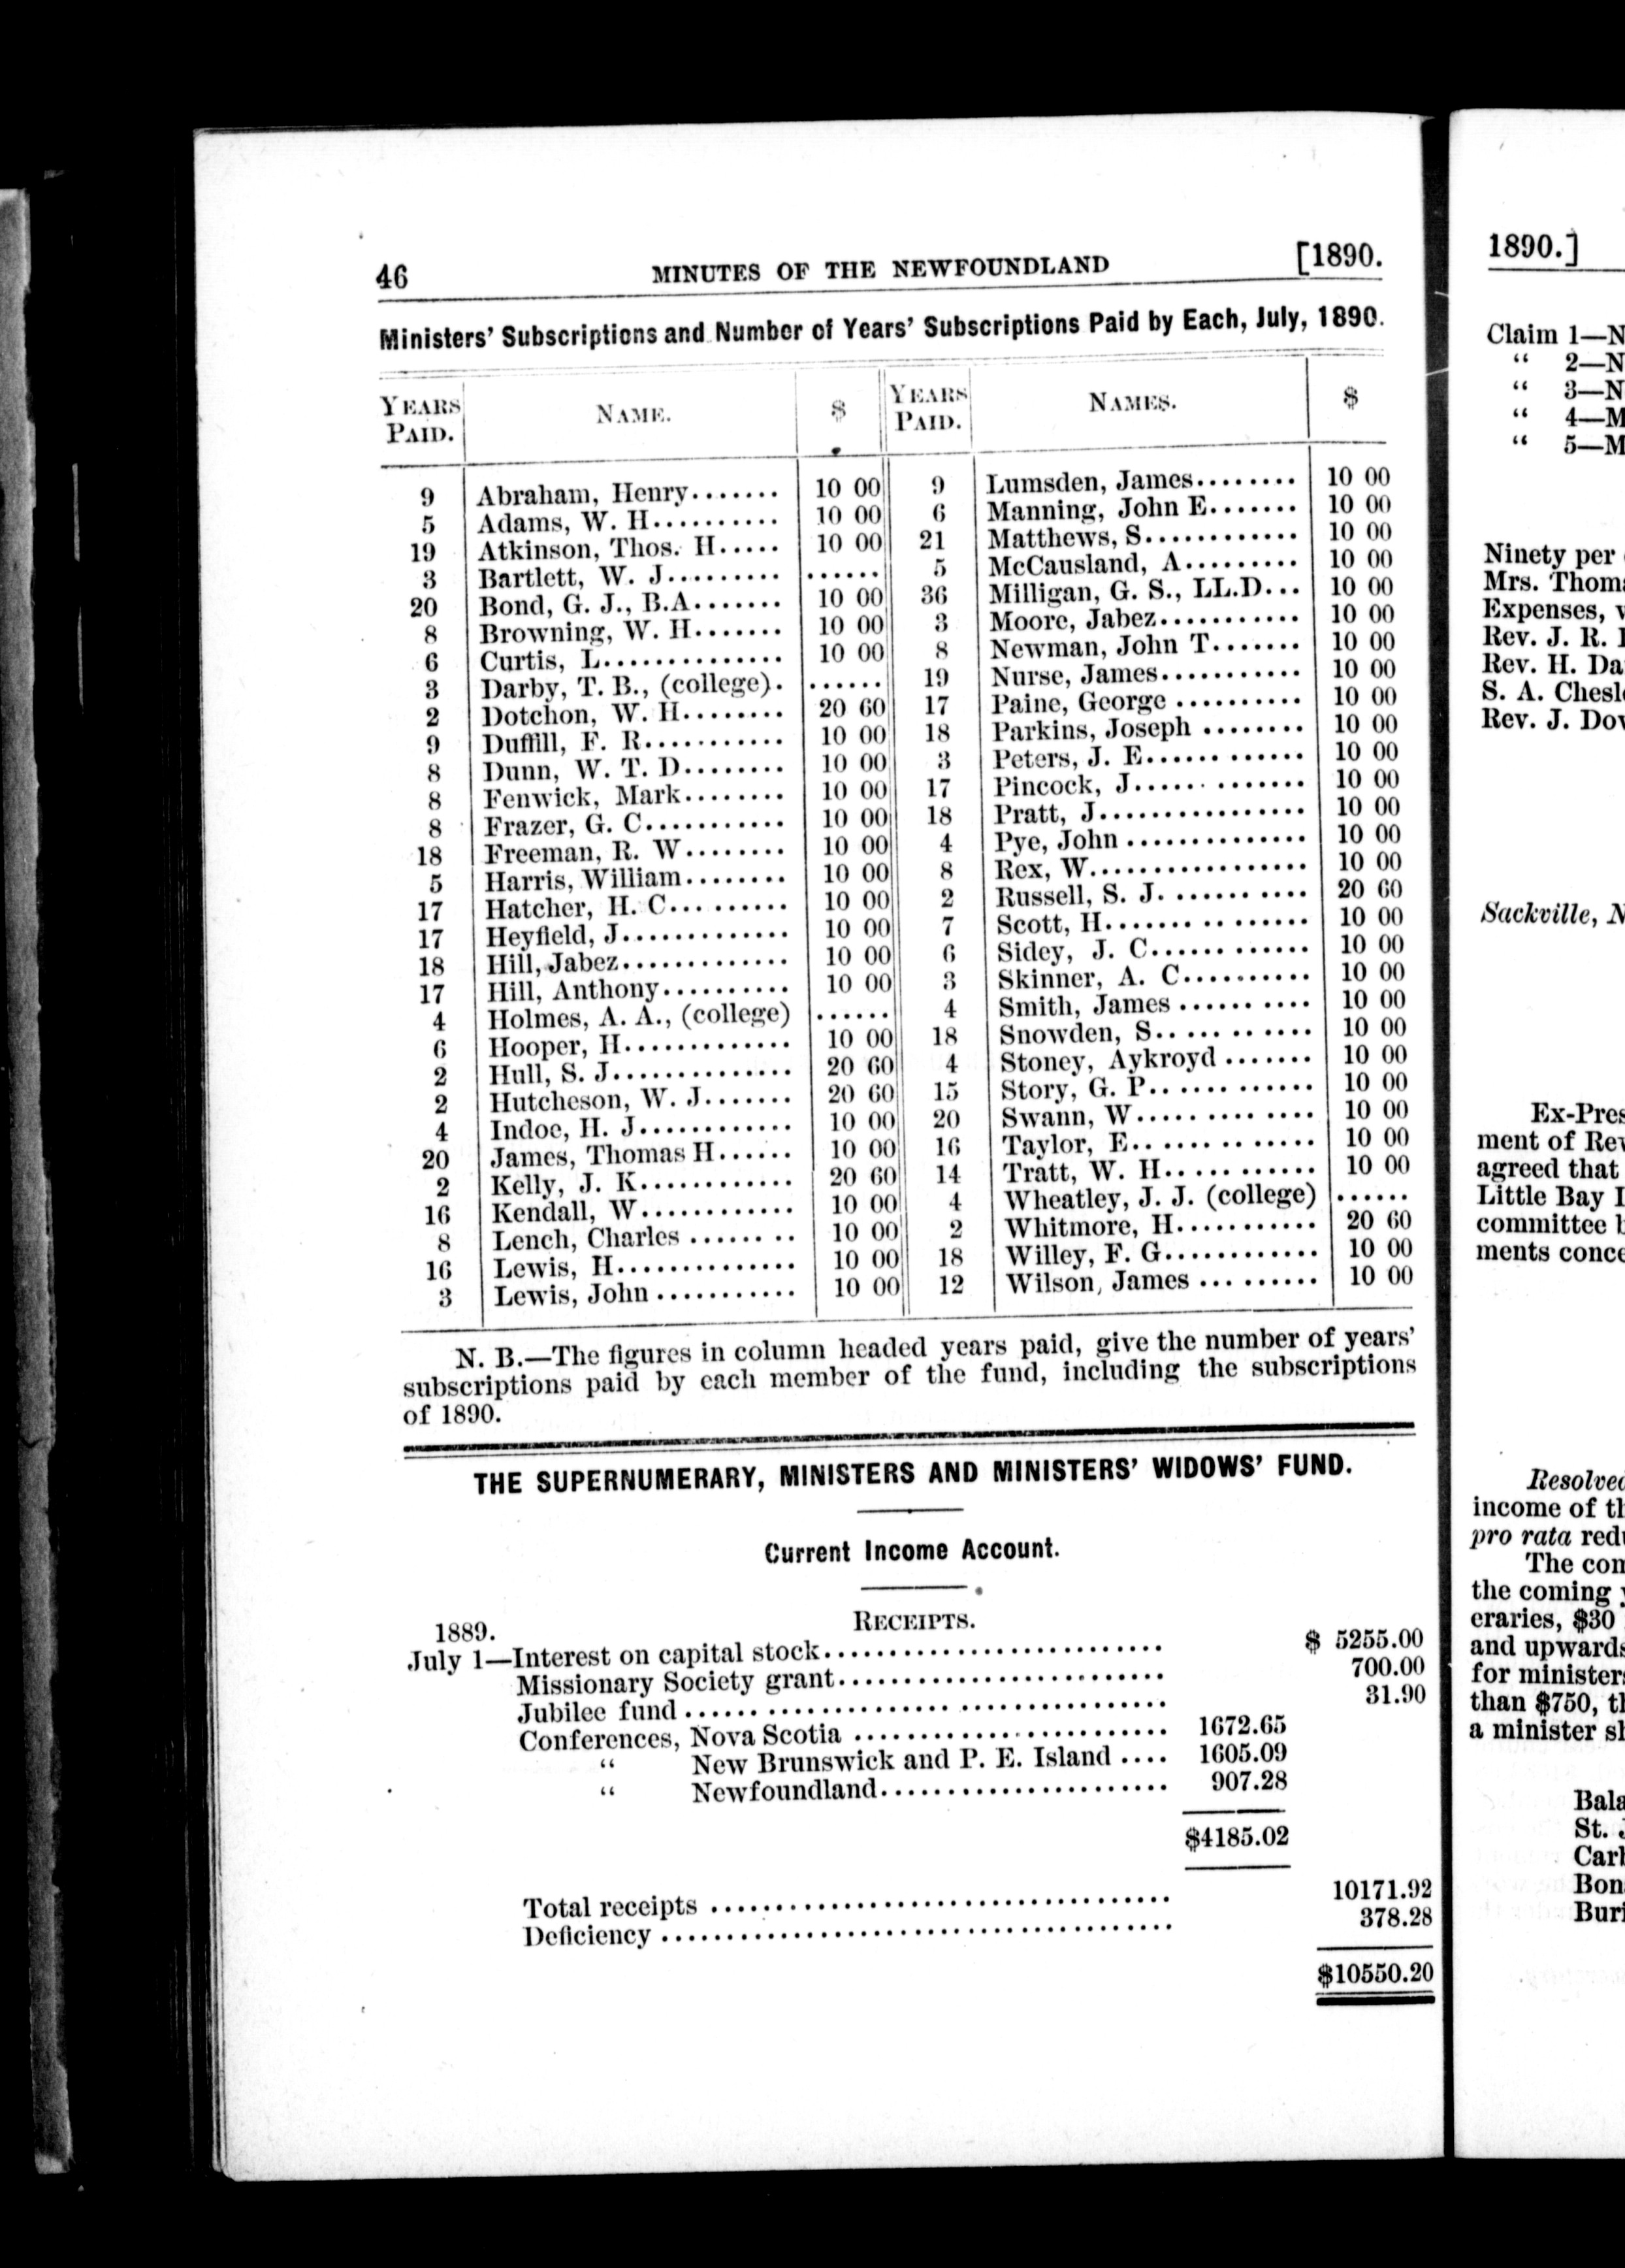 46 MINUTES OF THE NEWFOUNDLAND [1890.
Ministers' Subscriptions and Number of Years' Subscriptions Paid by Each, July, 1890.
YEARS PAID. NAME. $ YEARS PAID. NAMES. $
9 Abraham, Henry....... 10 00 9 Lumsden, James........ 10 00
5 Adams, W. H.......... 10 00 6 Manning, John E....... 10 00
19 Atkinson, Thos. H..... 10 00 21 Matthews, S............ 10 00
3 Bartlett, W. J......... ...... 5 McCausland, A......... 10 00
20 Bond, G. J., B.A....... 10 00 36 Milligan, G. S., LL.D... 10 00
8 Browning, W. H....... 10 00 3 Moore, Jabez........... 10 00
6 Curtis, L.............. 10 00 8 Newman, John T....... 10 00
3 Darby, T. B., (college). ...... 19 Nurse, James........... 10 00
2 Dotchon, W. H........ 20 60 17 Paine, George .......... 10 00
9 Duffill, F. R........... 10 00 18 Parkins, Joseph ........ 10 00
8 Dunn, W. T. D........ 10 00 3 Peters, J. E............ 10 00
8 Fenwick, Mark........ 10 00 17 Pincock, J............. 10 00
8 Frazer, G. C........... 10 00 18 Pratt, J................ 10 00
18 Freeman, R. W........ 10 00 4 Pye, John .............. 10 00
5 Harris, William........ 10 00 8 Rex, W................. 10 00
17 Hatcher, H. C......... 10 00 2 Russell, S. J. ........... 20 60
17 Heyfield, J............. 10 00 7 Scott, H................ 10 00
18 Hill, Jabez............. 10 00 6 Sidey, J. C............ 10 00
17 Hill, Anthony.......... 10 00 3 Skinner, A. C.......... 10 00
4 Holmes, A. A., (college) ...... 4 Smith, James .......... 10 00
6 Hooper, H............. 10 00 18 Snowden, S............ 10 00
2 Hull, S. J.............. 20 60 4 Stoney, Aykroyd ....... 10 00
2 Hutcheson, W. J....... 20 60 15 Story, G. P............ 10 00
4 Indoe, H. J............ 10 00 20 Swann, W............. 10 00
20 James, Thomas H...... 10 00 16 Taylor, E.............. 10 00
2 Kelly, J. K............ 20 60 14 Tratt, W. H........... 10 00
16 Kendall, W............ 10 00 4 Wheatley, J. J. (college) ......
8 Lench, Charles ........ 10 00 2 Whitmore, H........... 20 60
16 Lewis, H.............. 10 00 18 Willey, F. G............ 10 00
3 Lewis, John ........... 10 00 12 Wilson, James ......... 10 00
N. B.—The figures in column headed years paid, give the number of years'
subscriptions paid by each member of the fund, including the subscriptions
of 1890.
THE SUPERNUMERARY, MINISTERS AND MINISTERS' WIDOWS' FUND.
Current Income Account.
RECEIPTS.
1889.
July 1—Interest on capital stock.......................... $ 5255.00
Missionary Society grant......................... 700.00
Jubilee fund .................................... 31.90
Conferences, Nova Scotia ........................ 1672.65
“ New Brunswick and P. E. Island .... 1605.09
“ Newfoundland...................... 907.28
$4185.02
Total receipts ................................... 10171.92
Deficiency ....................................... 378.28
$10550.20
1890.]
Claim 1—N
“ 2—N
“ 3—N
“ 4—M
“ 5—M
Ninety per
Mrs. Thoma
Expenses,
Rev. J. R.
Rev. H. Da
S. A. Chesl
Rev. J. Dov
Sackville, N
Ex-Pres
ment of Rev
agreed that
Little Bay I
committee
ments conce
Resolved
income of th
pro rata red
The com
the coming
eraries, $30
and upwards
for ministers
than $750, th
a minister sh
Bala
St. J
Carb
Bon
Buri